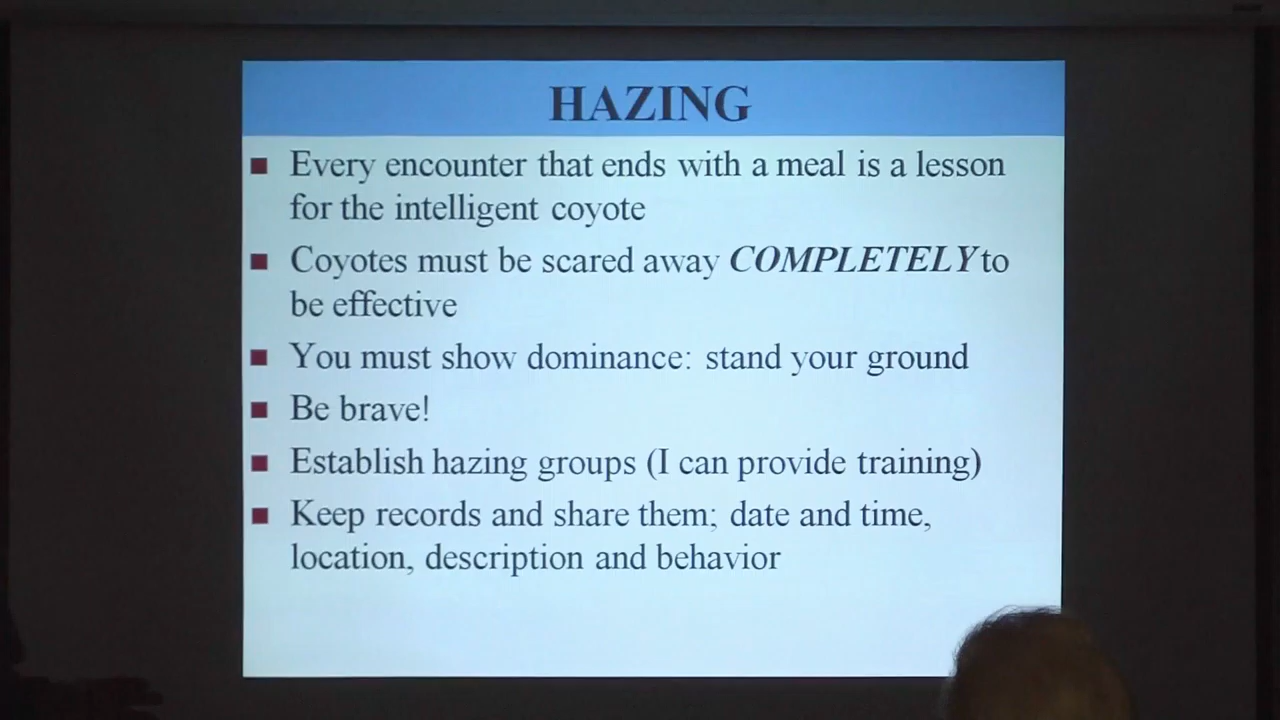 HAZING
Every encounter that ends with a meal is a lesson
for the intelligent coyote
Coyotes must be scared away COMPLETELY to
be effective
You must show dominance: stand your ground
Be brave!
Establish hazing groups (I can provide training)
Keep records and share them; date and time,
location, description and behavior